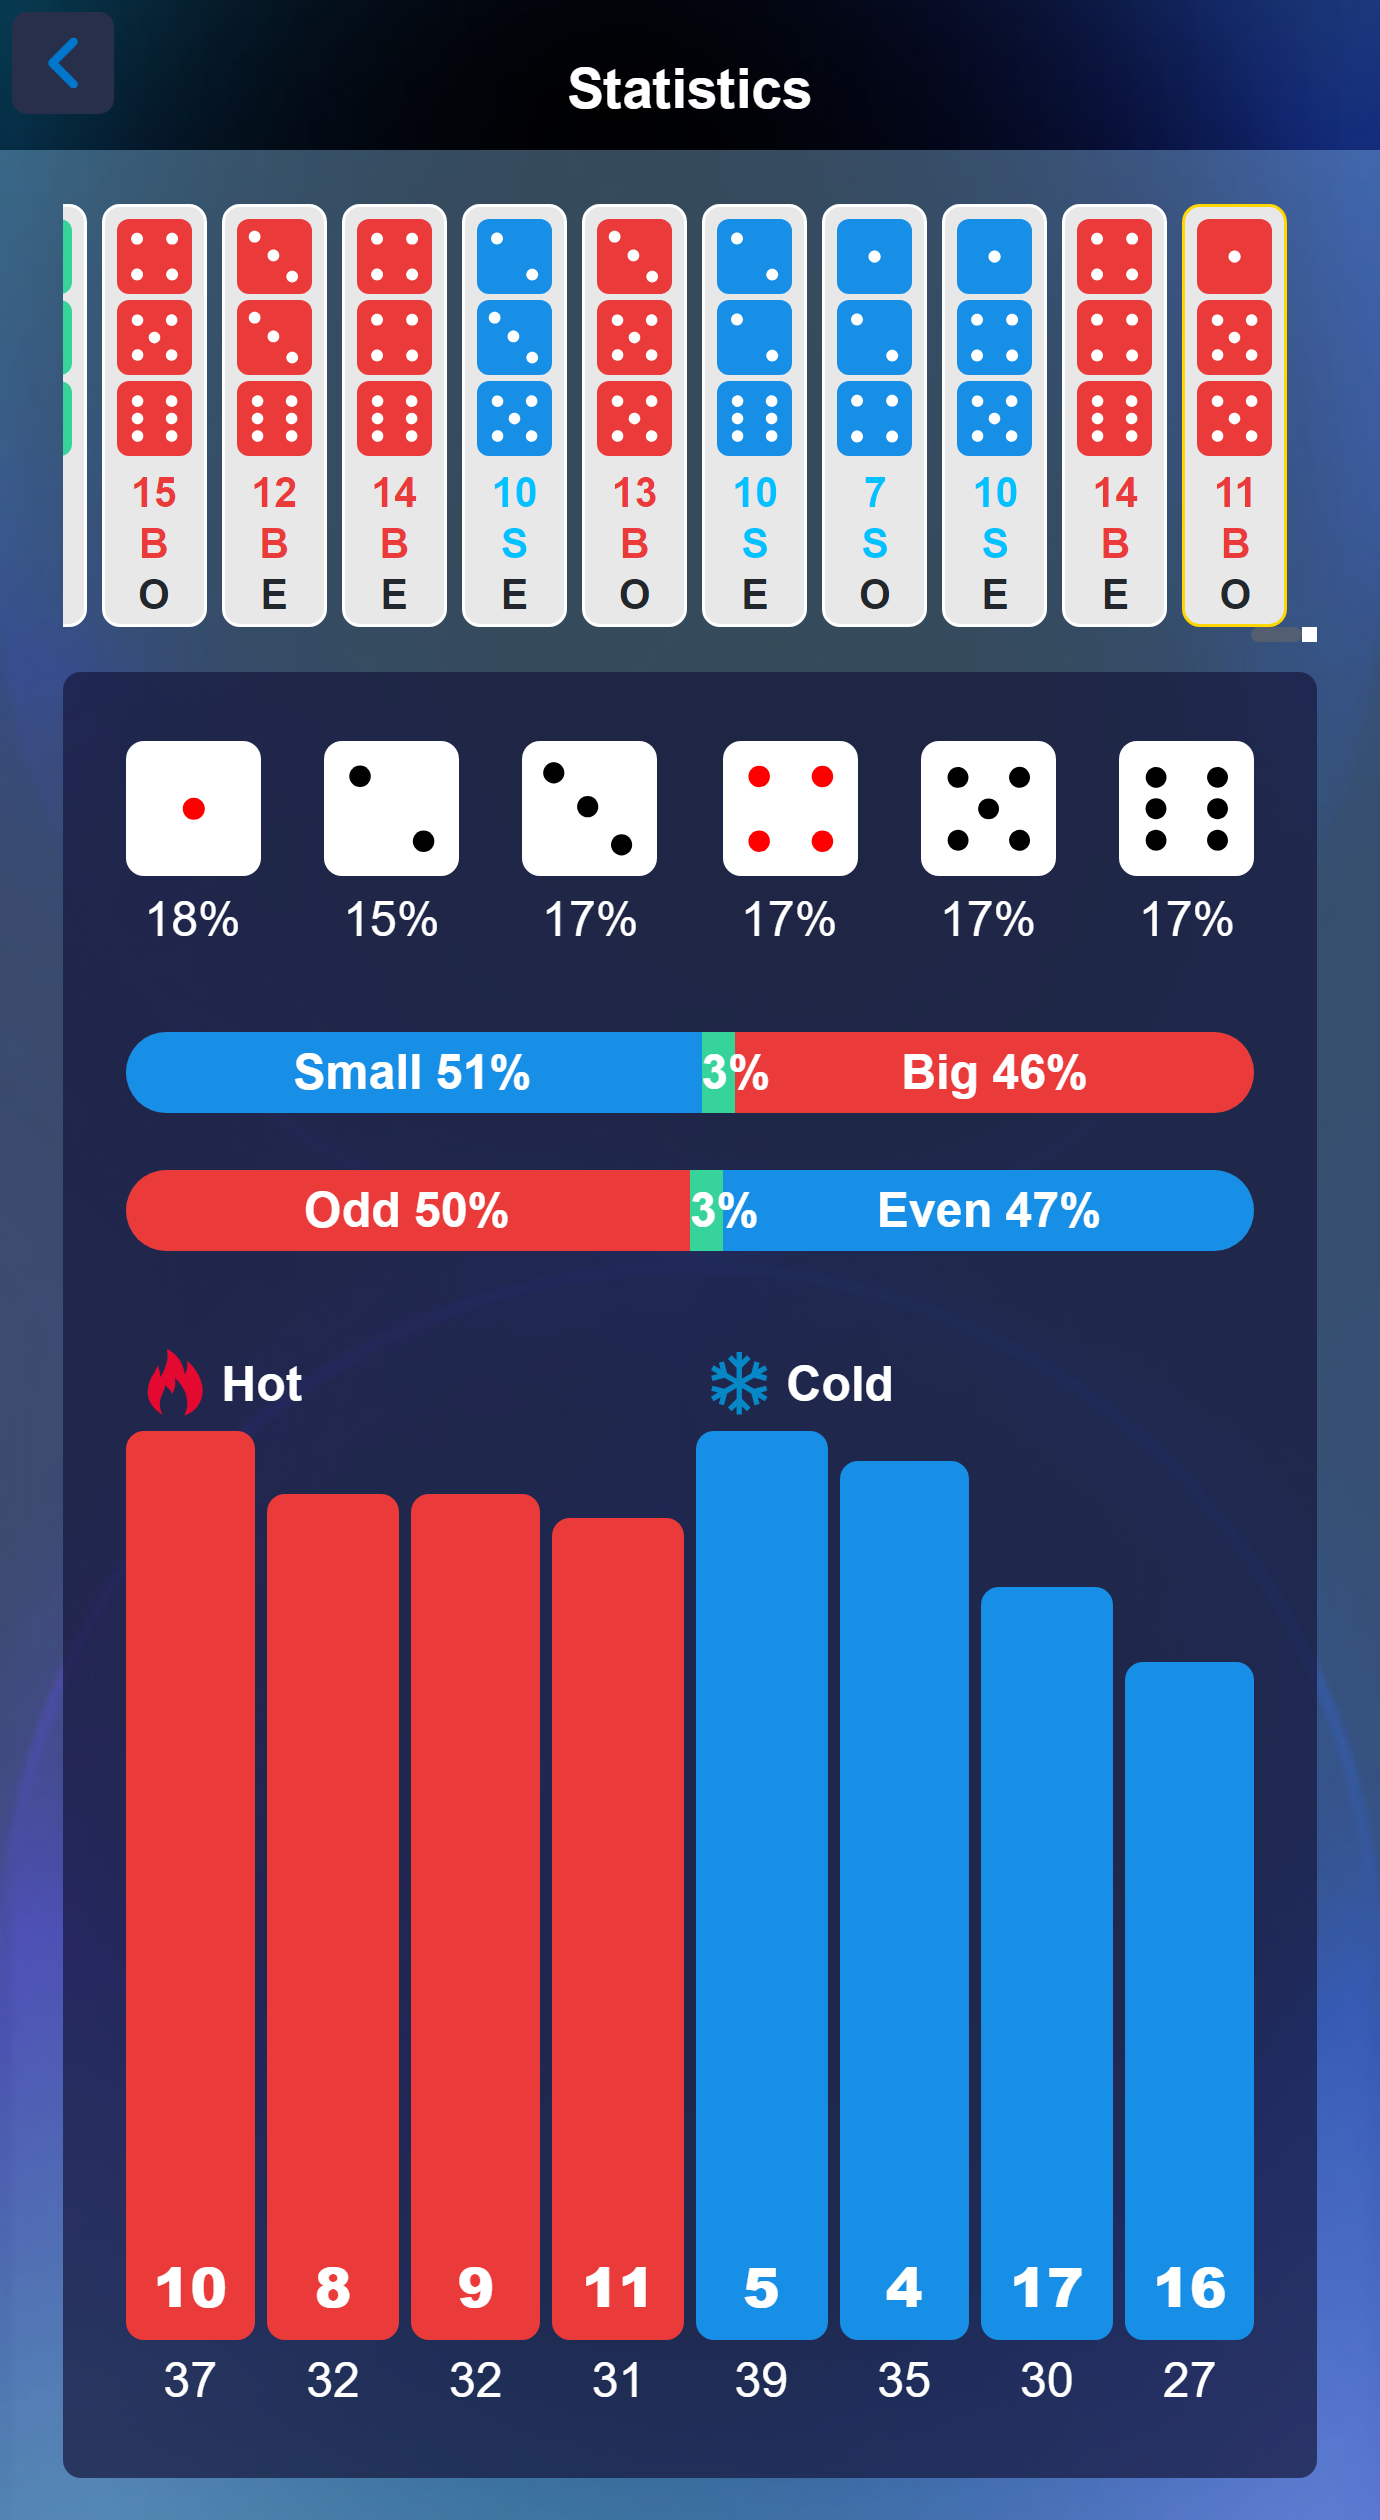 Statistics
15 12 14 10 13 10 7 10 14 11
B B B S B S S S B B
O E E E O E O E E O
18% 15% 17% 17% 17% 17%
Small 51% 3% Big 46%
Odd 50% 3% Even 47%
Hot Cold
10 8 9 11 5 4 17 16
37 32 32 31 39 35 30 27